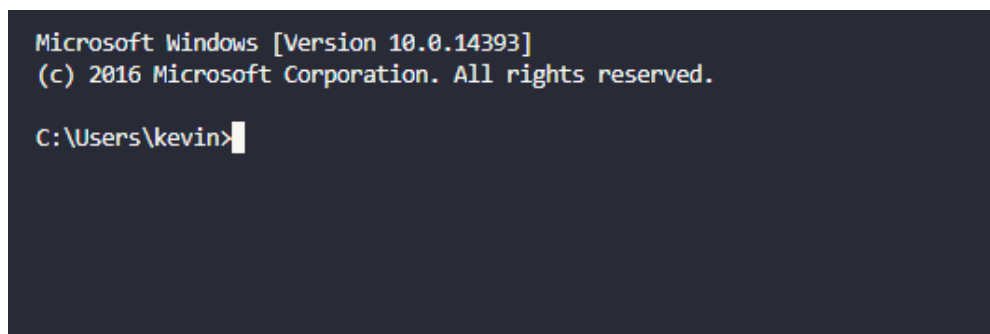 Microsoft Windows [Version 10.0.14393]
(c) 2016 Microsoft Corporation. All rights reserved.
C:\Users\kevin>